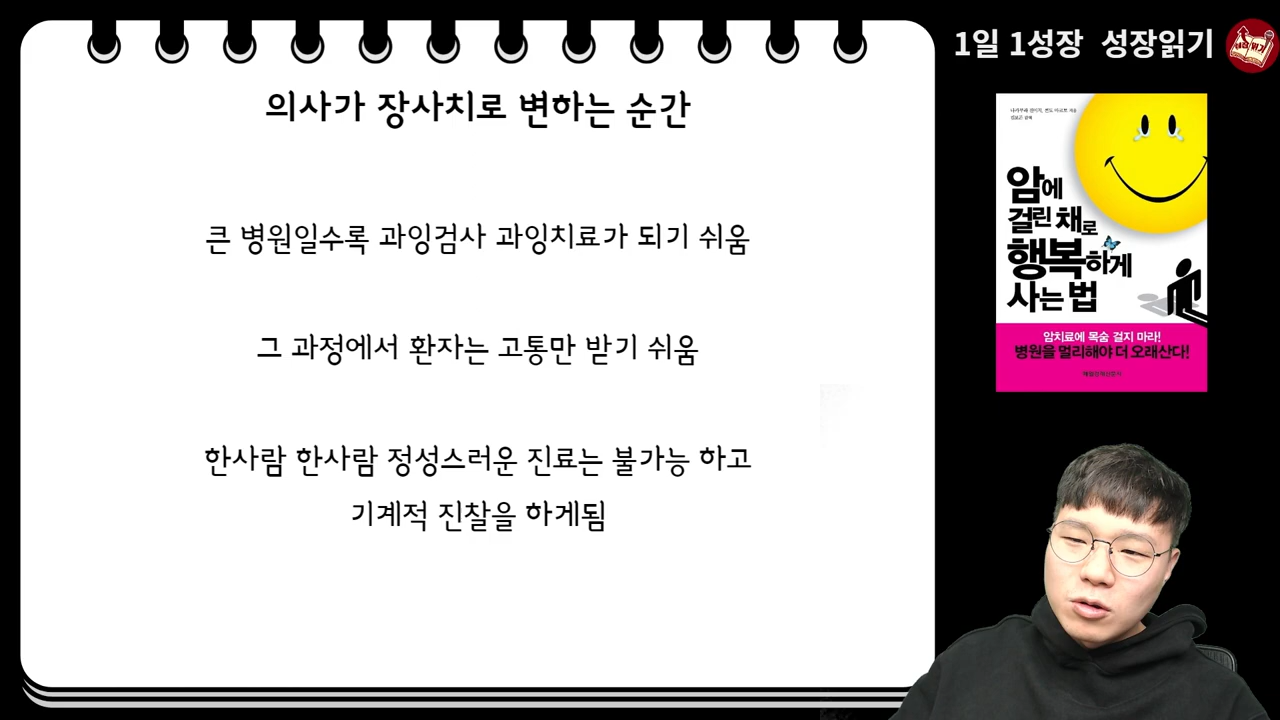 의사가 장사치로 변하는 순간
큰 병원일수록 과잉검사 과잉치료가 되기 쉬움
그 과정에서 환자는 고통만 받기 쉬움
한사람 한사람 정성스러운 진료는 불가능 하고
기계적 진찰을 하게됨
1일 1성장 성장읽기
성장읽기
암에
걸린 채로
행복하게
사는 법
암치료에 목숨 걸지 마라!
병원을 멀리해야 더 오래산다!